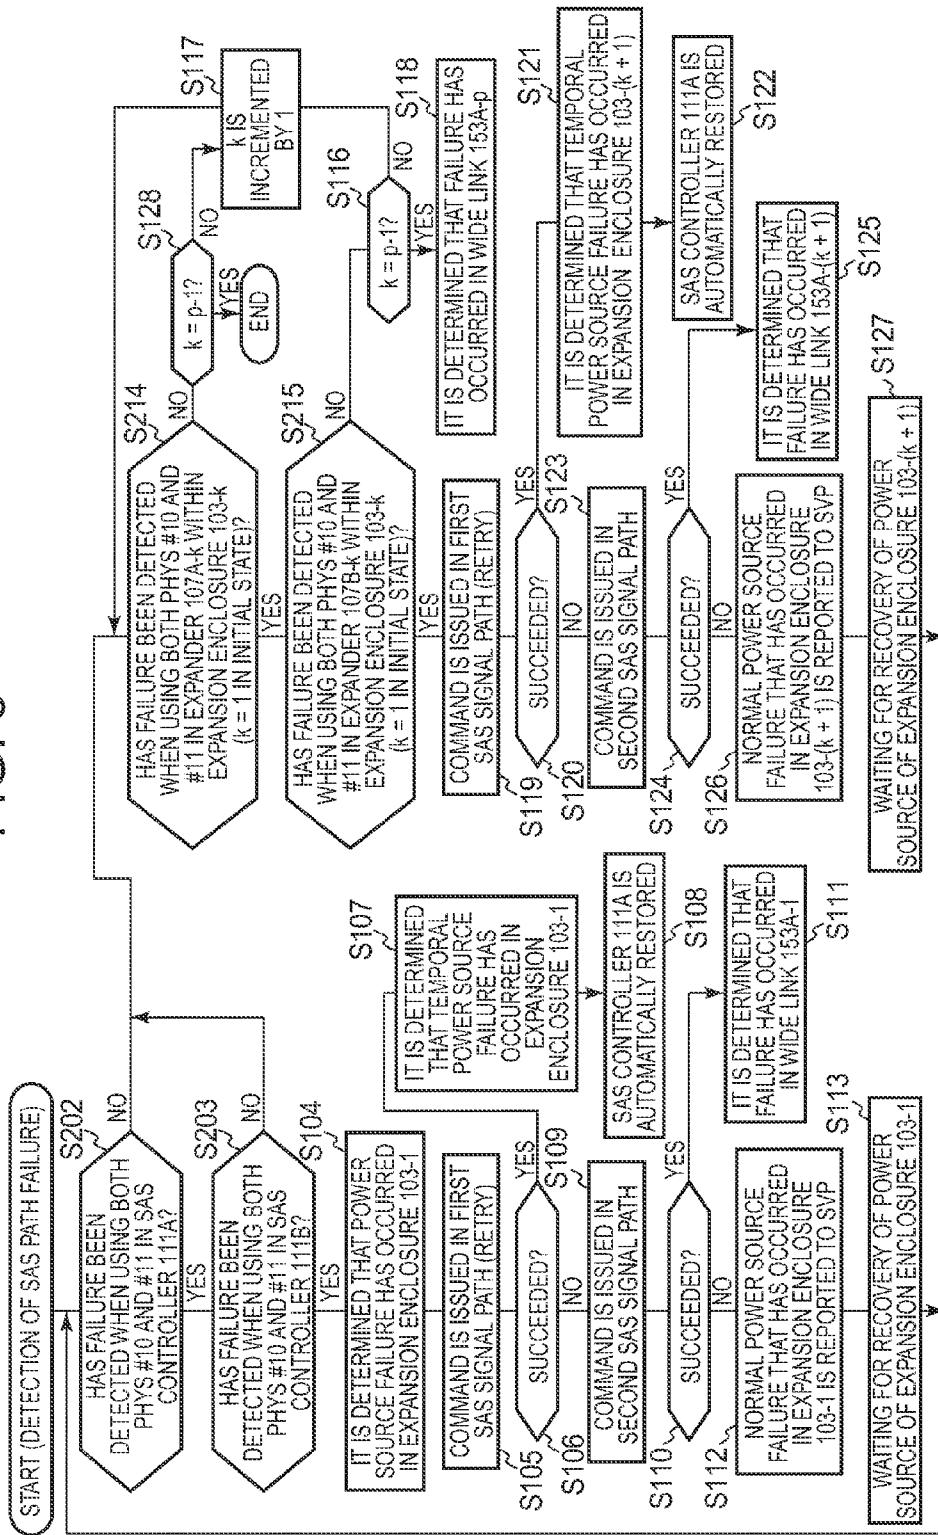 START (DETECTION OF SAS PATH FAILURE)
S202
HAS FAILURE BEEN
DETECTED WHEN USING BOTH
PHYS #10 AND #11 IN SAS
CONTROLLER 111A?
NO
YES
S203
HAS FAILURE BEEN
DETECTED WHEN USING BOTH
PHYS #10 AND #11 IN SAS
CONTROLLER 111B?
NO
YES
S104
IT IS DETERMINED THAT POWER
SOURCE FAILURE HAS OCCURRED
IN EXPANSION ENCLOSURE 103-1
COMMAND IS ISSUED IN FIRST
SAS SIGNAL PATH (RETRY)
S105
SUCCEEDED?
S106
YES
NO
S107
IT IS DETERMINED
THAT TEMPORAL
POWER SOURCE
FAILURE HAS
OCCURRED IN
EXPANSION
ENCLOSURE 103-1
SAS CONTROLLER 111A IS
AUTOMATICALLY RESTORED
S108
S109
COMMAND IS ISSUED IN
SECOND SAS SIGNAL PATH
SUCCEEDED?
S110
YES
NO
IT IS DETERMINED THAT
FAILURE HAS OCCURRED
IN WIDE LINK 153A-1
S111
S112
NORMAL POWER SOURCE
FAILURE THAT HAS OCCURRED
IN EXPANSION ENCLOSURE
103-1 IS REPORTED TO SVP
S113
WAITING FOR RECOVERY OF POWER
SOURCE OF EXPANSION ENCLOSURE 103-1
S214
HAS FAILURE BEEN DETECTED
WHEN USING BOTH PHYS #10 AND
#11 IN EXPANDER 107A-k WITHIN
EXPANSION ENCLOSURE 103-k
(k = 1 IN INITIAL STATE)?
NO
YES
S128
k = p-1?
NO
YES
END
S117
k IS
INCREMENTED
BY 1
S215
HAS FAILURE BEEN DETECTED
WHEN USING BOTH PHYS #10 AND
#11 IN EXPANDER 107B-k WITHIN
EXPANSION ENCLOSURE 103-k
(k = 1 IN INITIAL STATE)?
NO
YES
S116
k = p-1?
NO
YES
S118
IT IS DETERMINED THAT FAILURE HAS
OCCURRED IN WIDE LINK 153A-p
COMMAND IS ISSUED IN FIRST
SAS SIGNAL PATH (RETRY)
S119
SUCCEEDED?
S120
YES
NO
S121
IT IS DETERMINED THAT TEMPORAL
POWER SOURCE FAILURE HAS OCCURRED
IN EXPANSION ENCLOSURE 103-(k + 1)
SAS CONTROLLER 111A IS
AUTOMATICALLY RESTORED
S122
S123
COMMAND IS ISSUED IN
SECOND SAS SIGNAL PATH
SUCCEEDED?
S124
YES
NO
IT IS DETERMINED THAT
FAILURE HAS OCCURRED
IN WIDE LINK 153A-(k + 1)
S125
S126
NORMAL POWER SOURCE
FAILURE THAT HAS OCCURRED
IN EXPANSION ENCLOSURE
103-(k + 1) IS REPORTED TO SVP
S127
WAITING FOR RECOVERY OF POWER
SOURCE OF EXPANSION ENCLOSURE 103-(k + 1)